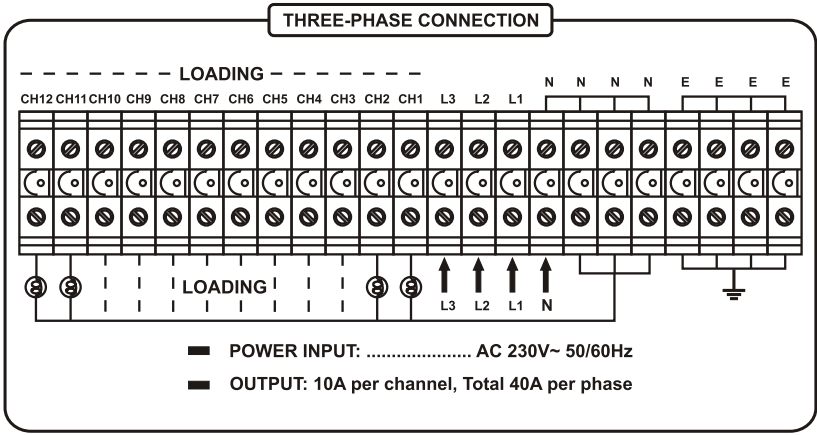 THREE-PHASE CONNECTION
LOADING
CH12 CH11 CH10 CH9 CH8 CH7 CH6 CH5 CH4 CH3 CH2 CH1 L3 L2 L1 N N N N E E E E
LOADING
L3 L2 L1 N
POWER INPUT: ..................... AC 230V~ 50/60Hz
OUTPUT: 10A per channel, Total 40A per phase